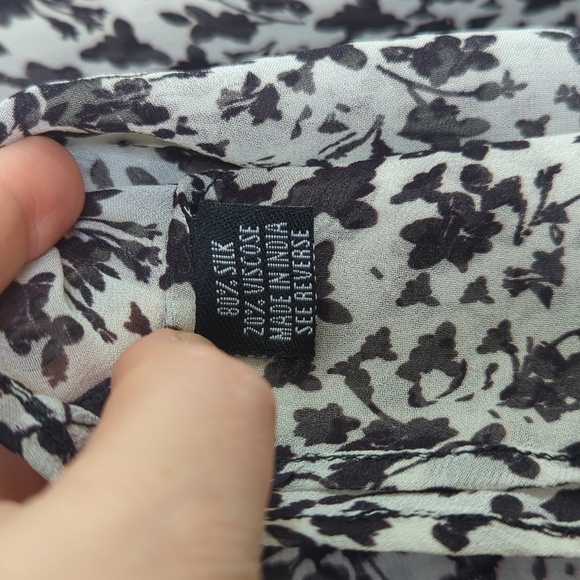 80% SILK
20% VISCOSE
MADE IN INDIA
SEE REVERSE